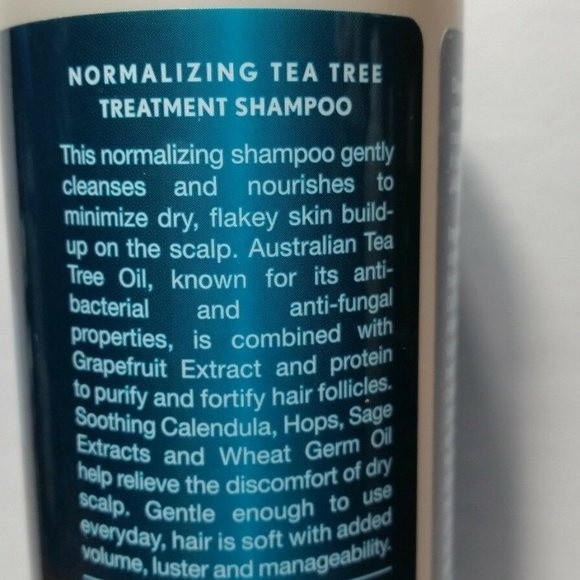 NORMALIZING TEA TREE
TREATMENT SHAMPOO
This normalizing shampoo gently
cleanses and nourishes to
minimize dry, flakey skin build-
up on the scalp. Australian Tea
Tree Oil, known for its anti-
bacterial and anti-fungal
properties, is combined with
Grapefruit Extract and protein
to purify and fortify hair follicles.
Soothing Calendula, Hops, Sage
Extracts and Wheat Germ Oil
help relieve the discomfort of dry
scalp. Gentle enough to use
everyday, hair is soft with added
volume, luster and manageability.